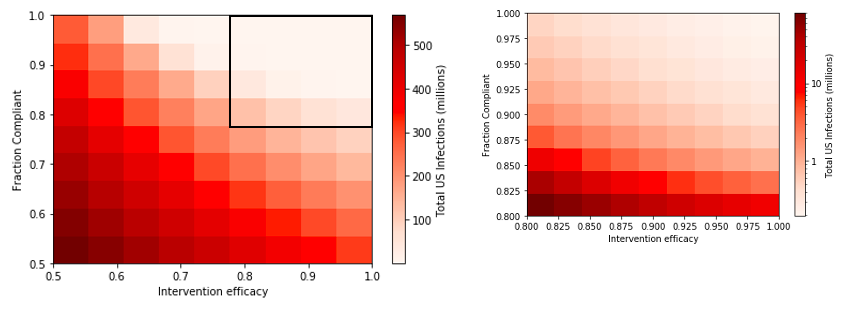 1.0
0.9
0.8
0.7
0.6
0.5
Fraction Compliant
0.5 0.6 0.7 0.8 0.9 1.0
Intervention efficacy
500
400
300
200
100
Total US Infections (millions)
1.000
0.975
0.950
0.925
0.900
0.875
0.850
0.825
0.800
Fraction Compliant
0.800 0.825 0.850 0.875 0.900 0.925 0.950 0.975 1.000
Intervention efficacy
10
1
Total US Infections (millions)